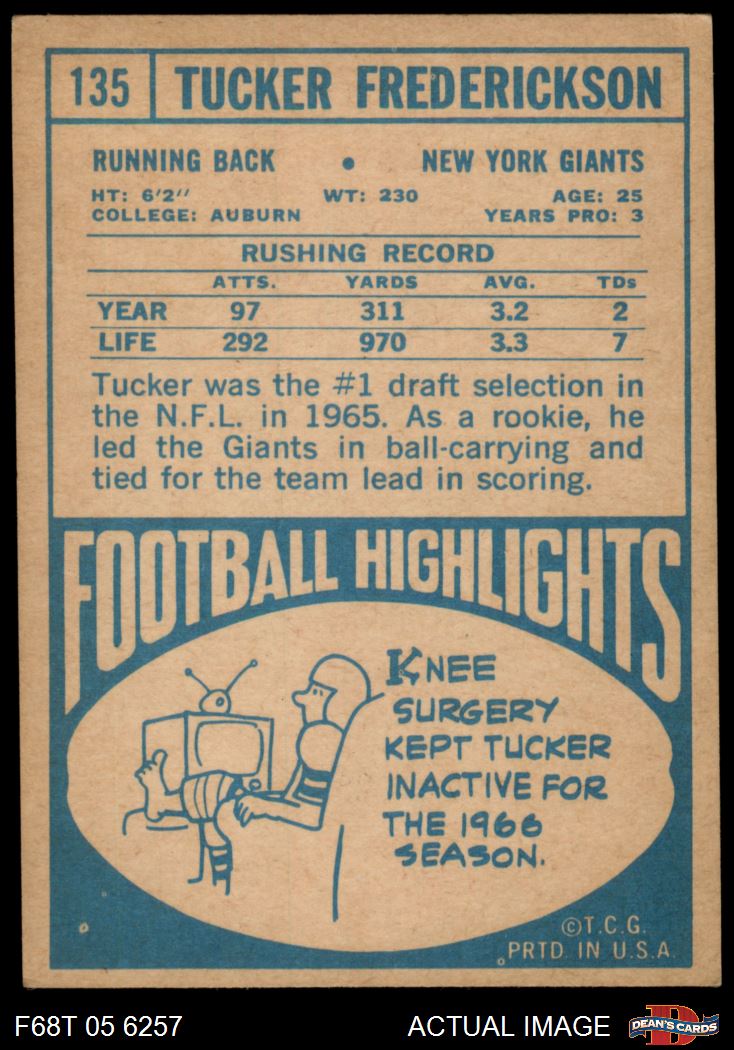 135 TUCKER FREDERICKSON
RUNNING BACK • NEW YORK GIANTS
HT: 6'2" WT: 230 AGE: 25
COLLEGE: AUBURN YEARS PRO: 3
RUSHING RECORD
ATTS. YARDS AVG. TDs
YEAR 97 311 3.2 2
LIFE 292 970 3.3 7
Tucker was the #1 draft selection in
the N.F.L. in 1965. As a rookie, he
led the Giants in ball-carrying and
tied for the team lead in scoring.
FOOTBALL HIGHLIGHTS
KNEE
SURGERY
KEPT TUCKER
INACTIVE FOR
THE 1966
SEASON.
©T.C.G.
PRTD. IN U.S.A.
F68T 05 6257 ACTUAL IMAGE D DEAN'S CARDS